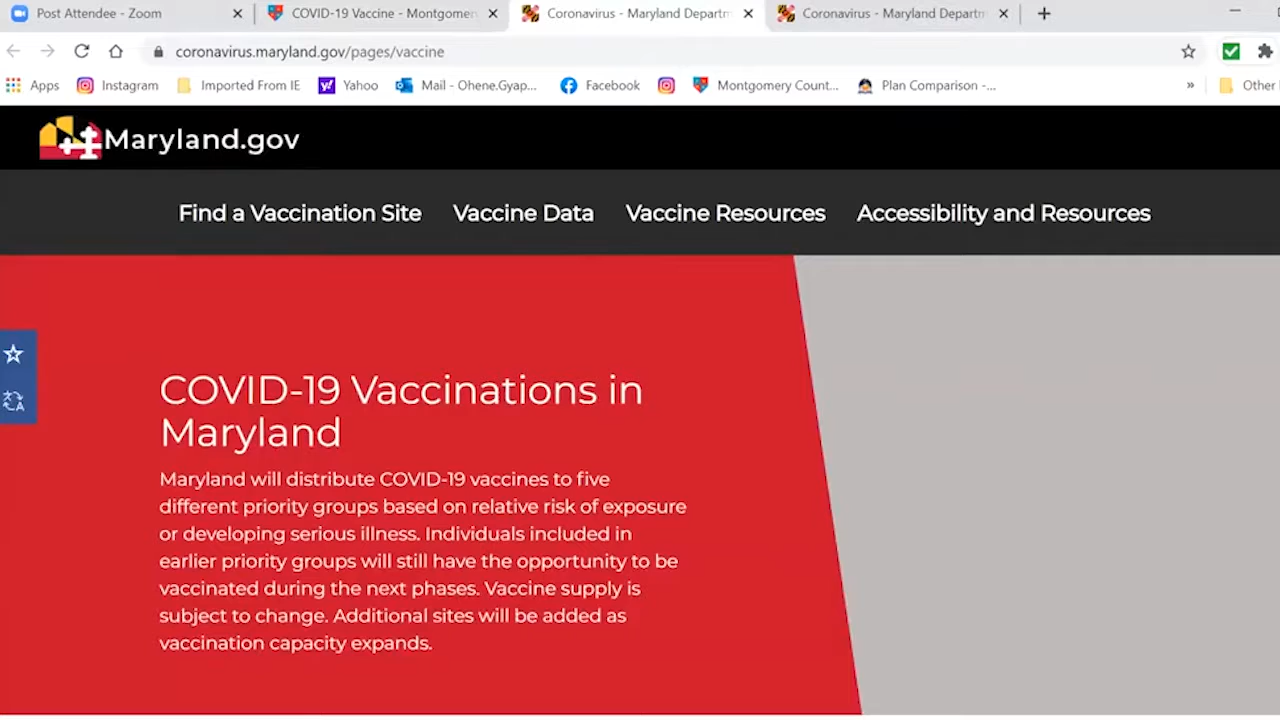 Post Attendee - Zoom
COVID-19 Vaccine - Montgomer
Coronavirus - Maryland Departm
Coronavirus - Maryland Departm
coronavirus.maryland.gov/pages/vaccine
Apps Instagram Imported From IE Yahoo Mail - Ohene.Gyap... Facebook Montgomery Count... Plan Comparison -... » Other
Maryland.gov
Find a Vaccination Site Vaccine Data Vaccine Resources Accessibility and Resources
COVID-19 Vaccinations in
Maryland
Maryland will distribute COVID-19 vaccines to five
different priority groups based on relative risk of exposure
or developing serious illness. Individuals included in
earlier priority groups will still have the opportunity to be
vaccinated during the next phases. Vaccine supply is
subject to change. Additional sites will be added as
vaccination capacity expands.